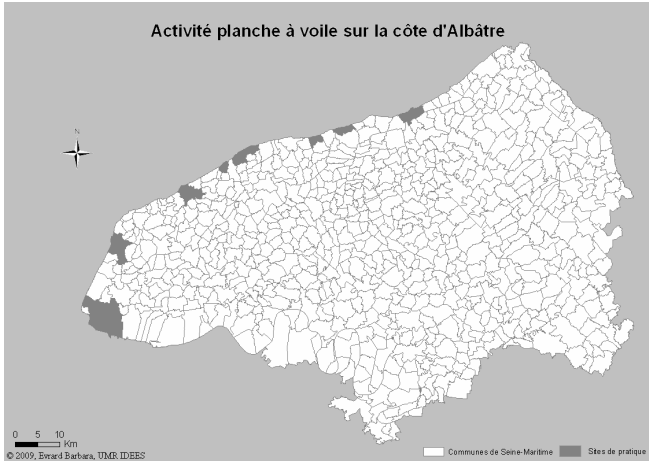 Activité planche à voile sur la côte d'Albâtre
N
0 5 10
Km
© 2009, Evrard Barbara, UMR IDEES
Communes de Seine-Maritime
Sites de pratique